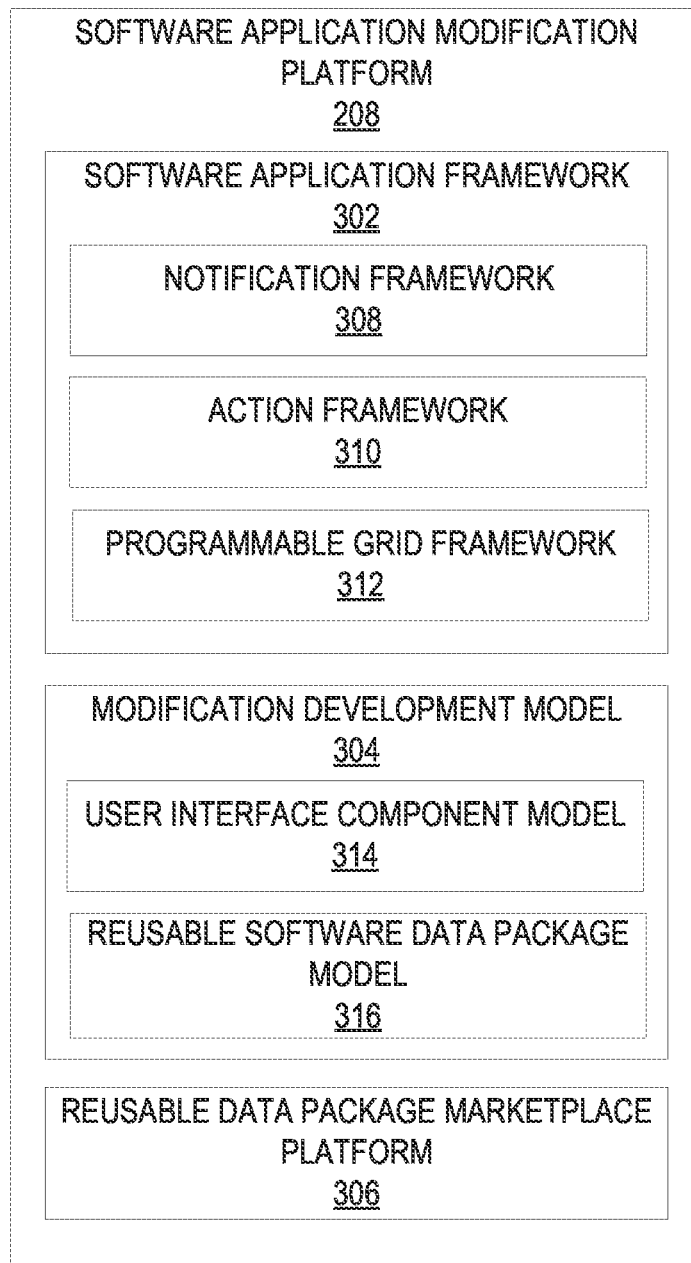 SOFTWARE APPLICATION MODIFICATION
PLATFORM
208
SOFTWARE APPLICATION FRAMEWORK
302
NOTIFICATION FRAMEWORK
308
ACTION FRAMEWORK
310
PROGRAMMABLE GRID FRAMEWORK
312
MODIFICATION DEVELOPMENT MODEL
304
USER INTERFACE COMPONENT MODEL
314
REUSABLE SOFTWARE DATA PACKAGE
MODEL
316
REUSABLE DATA PACKAGE MARKETPLACE
PLATFORM
306